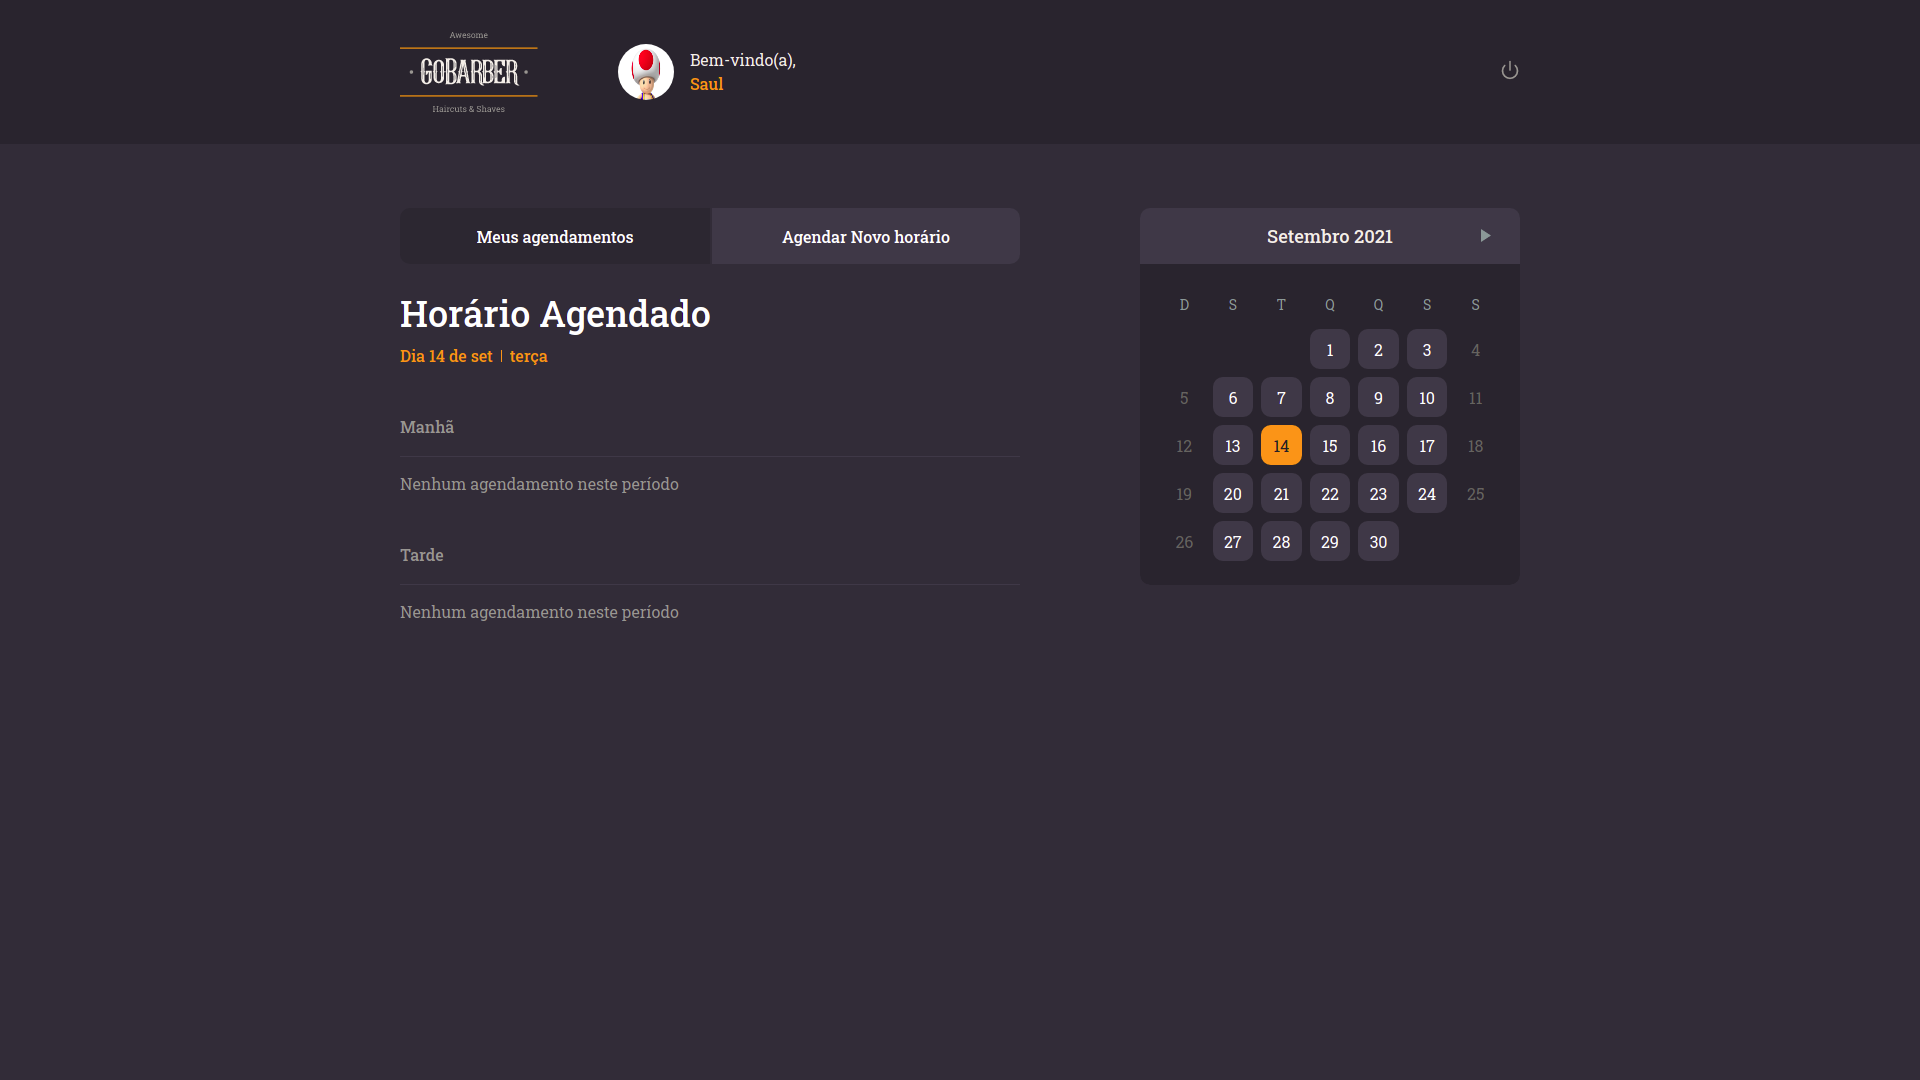 Awesome
GOBARBER
Haircuts & Shaves
Bem-vindo(a),
Saul
Meus agendamentos
Agendar Novo horário
Horário Agendado
Dia 14 de set | terça
Manhã
Nenhum agendamento neste período
Tarde
Nenhum agendamento neste período
Setembro 2021
D S T Q Q S S
1 2 3 4
5 6 7 8 9 10 11
12 13 14 15 16 17 18
19 20 21 22 23 24 25
26 27 28 29 30